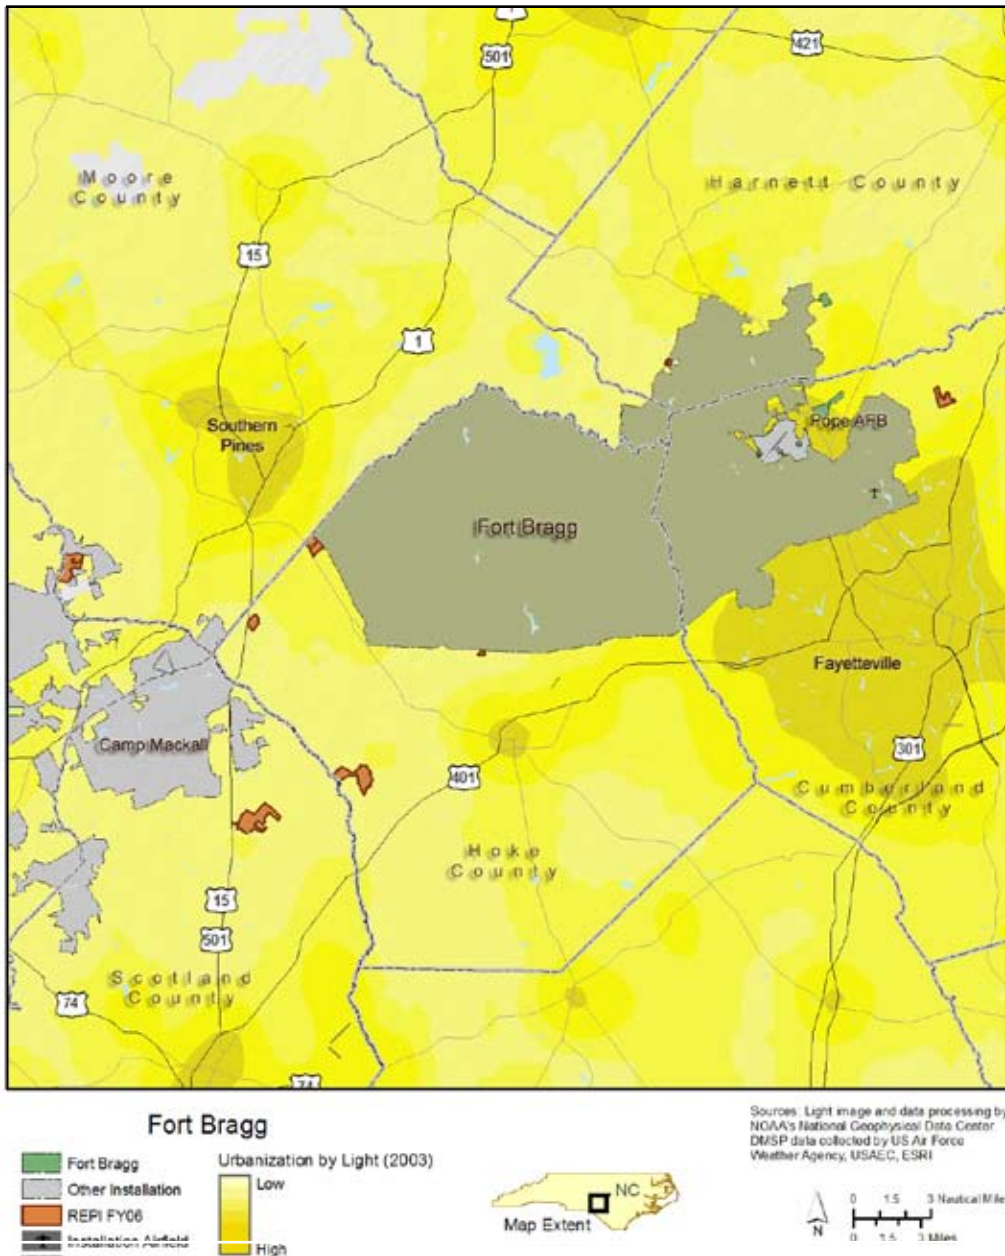 1
501
421
Moore
County
Harnett County
15
1
Southern
Pines
Pope AFB
Fort Bragg
Fayetteville
Camp Mackall
301
401
Cumberland
County
Hoke
County
15
501
Scotland
County
74
74
Fort Bragg
Fort Bragg
Other Installation
REPI FY06
Installation Airfield
Urbanization by Light (2003)
Low
High
NC
Map Extent
Sources: Light image and data processing by
NOAA's National Geophysical Data Center
DMSP data collected by US Air Force
Weather Agency, USAEC, ESRI
N
0 1.5 3 Nautical Mile
0 1.5 3 Miles